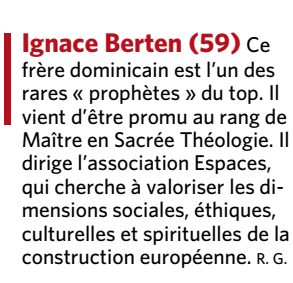 Ignace Berten (59) Ce
frère dominicain est l’un des
rares « prophètes » du top. Il
vient d’être promu au rang de
Maître en Sacrée Théologie. Il
dirige l’association Espaces,
qui cherche à valoriser les di-
mensions sociales, éthiques,
culturelles et spirituelles de la
construction européenne. R. G.